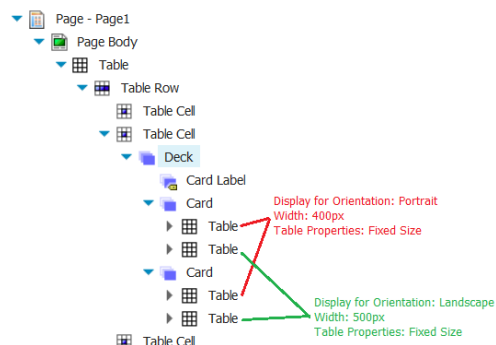 Page - Page1
Page Body
Table
Table Row
Table Cell
Table Cell
Deck
Card Label
Card
Table
Table
Card
Table
Table
Table Cell
Display for Orientation: Portrait
Width: 400px
Table Properties: Fixed Size
Display for Orientation: Landscape
Width: 500px
Table Properties: Fixed Size